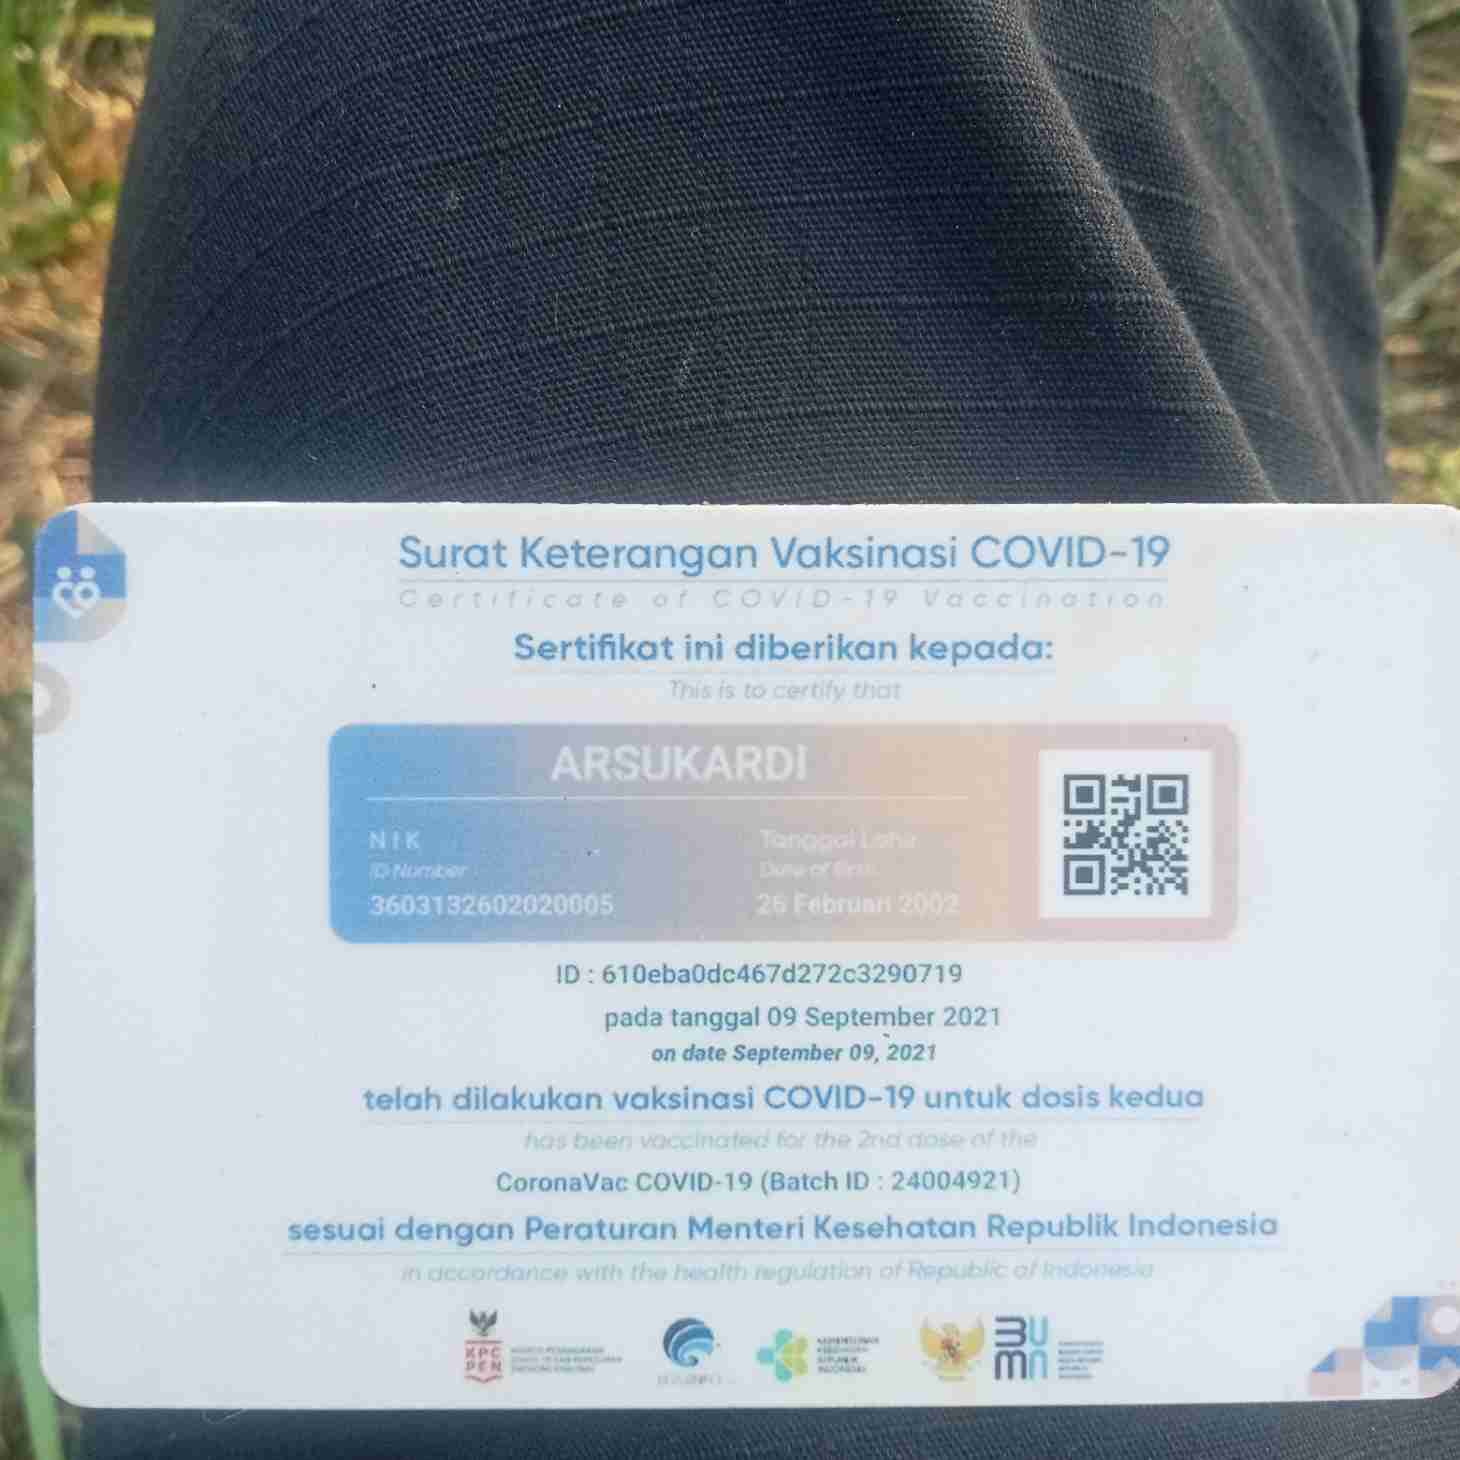 Surat Keterangan Vaksinasi COVID-19
Certificate of COVID-19 Vaccination
Sertifikat ini diberikan kepada:
This is to certify that
ARSUKARDI
NIK
Tanggal Lahir
ID Number
Date of Birth
3603132602020005
26 Februari 2002
ID : 610eba0dc467d272c3290719
pada tanggal 09 September 2021
on date September 09, 2021
telah dilakukan vaksinasi COVID-19 untuk dosis kedua
has been vaccinated for the 2nd dose of the
CoronaVac COVID-19 (Batch ID : 24004921)
sesuai dengan Peraturan Menteri Kesehatan Republik Indonesia
in accordance with the health regulation of Republic of Indonesia
KPC
PEN
KEMENTERIAN
KESEHATAN
REPUBLIK
INDONESIA
BUMN